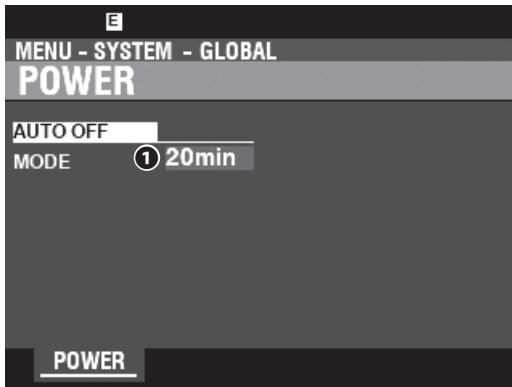 E
MENU - SYSTEM - GLOBAL
POWER
AUTO OFF
MODE 1 20min
POWER